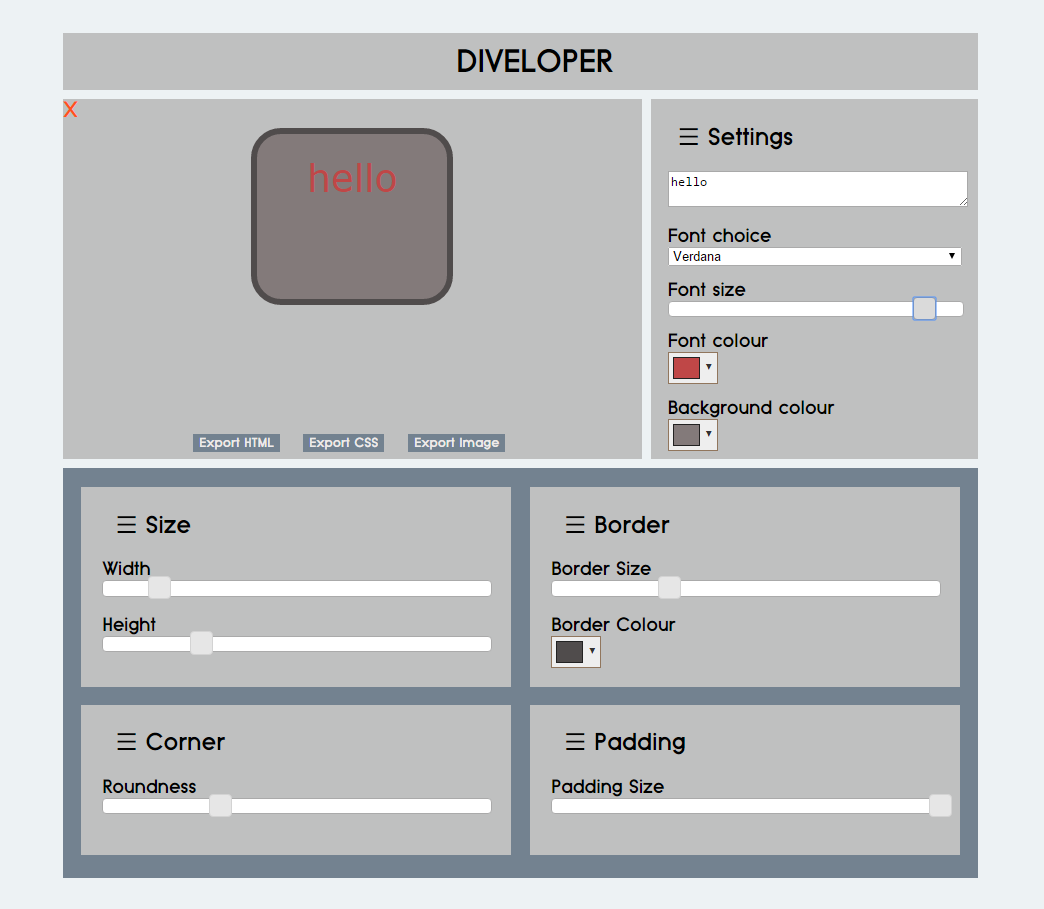 DIVELOPER
X
hello
Export HTML Export CSS Export Image
☰ Settings
hello
Font choice
Verdana
Font size
Font colour
Background colour
☰ Size
Width
Height
☰ Border
Border Size
Border Colour
☰ Corner
Roundness
☰ Padding
Padding Size